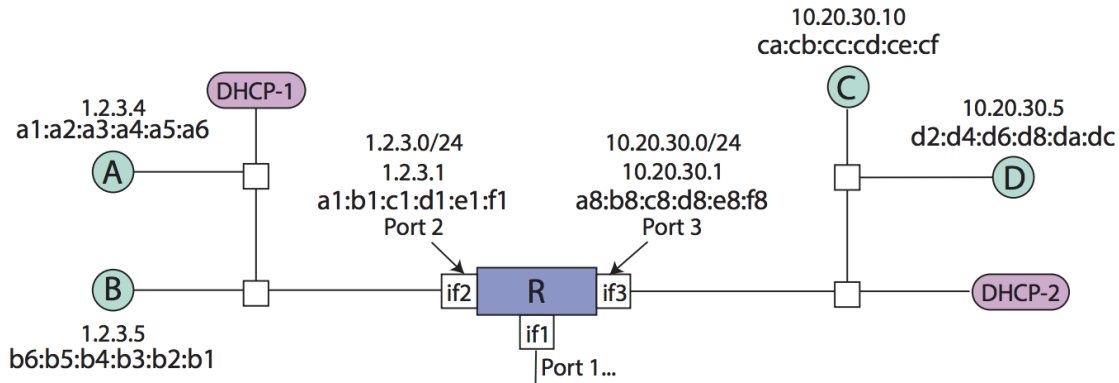 10.20.30.10
ca:cb:cc:cd:ce:cf
C
DHCP-1
1.2.3.4
a1:a2:a3:a4:a5:a6
A
10.20.30.5
d2:d4:d6:d8:da:dc
D
1.2.3.0/24
1.2.3.1
a1:b1:c1:d1:e1:f1
Port 2
10.20.30.0/24
10.20.30.1
a8:b8:c8:d8:e8:f8
Port 3
B
1.2.3.5
b6:b5:b4:b3:b2:b1
if2
R
if3
if1
Port 1...
DHCP-2